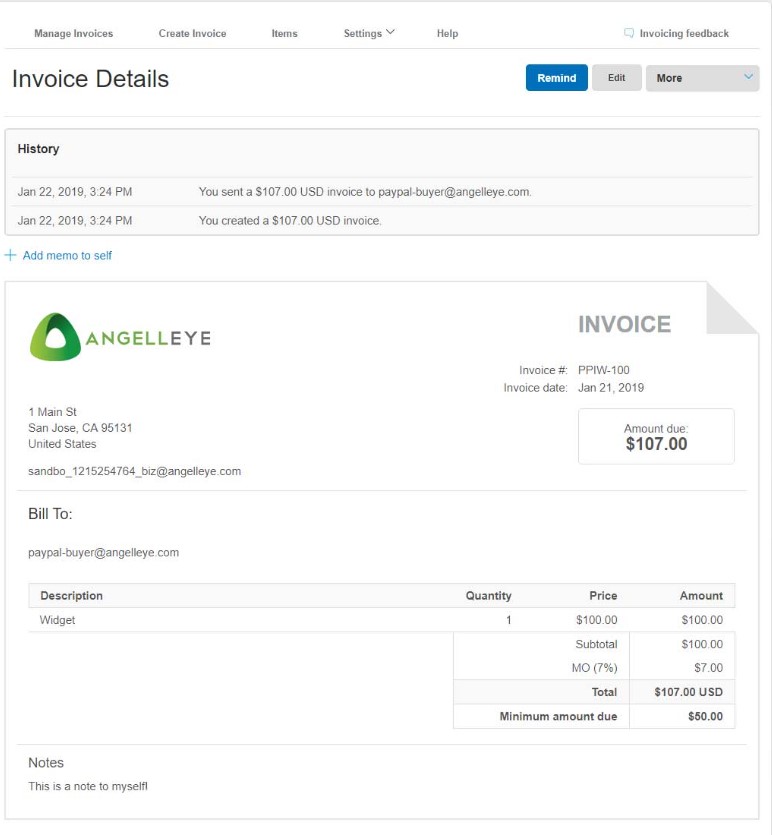 Manage Invoices Create Invoice Items Settings Help Invoicing feedback
Invoice Details Remind Edit More
History
Jan 22, 2019, 3:24 PM You sent a $107.00 USD invoice to paypal-buyer@angelleye.com.
Jan 22, 2019, 3:24 PM You created a $107.00 USD invoice.
+ Add memo to self
ANGELLEYE
INVOICE
Invoice #: PPIW-100
Invoice date: Jan 21, 2019
1 Main St
San Jose, CA 95131
United States
sandbo_1215254764_biz@angelleye.com
Amount due:
$107.00
Bill To:
paypal-buyer@angelleye.com
Description Quantity Price Amount
Widget 1 $100.00 $100.00
Subtotal $100.00
MO (7%) $7.00
Total $107.00 USD
Minimum amount due $50.00
Notes
This is a note to myself!